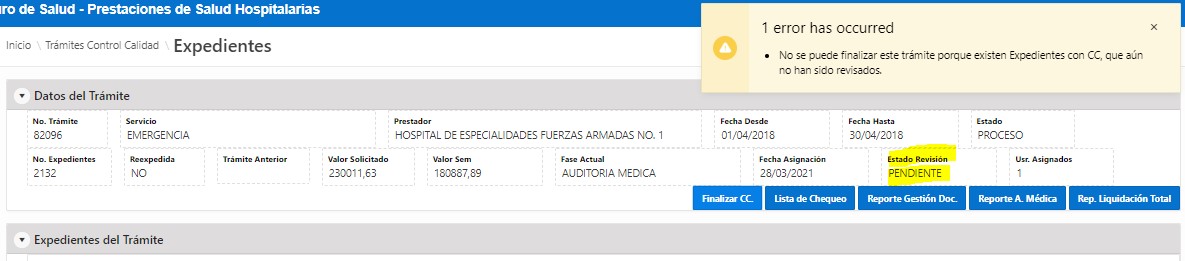 uro de Salud - Prestaciones de Salud Hospitalarias
1 error has occurred
No se puede finalizar este trámite porque existen Expedientes con CC, que aún
no han sido revisados.
Inicio \ Trámites Control Calidad \ Expedientes
Datos del Trámite
No. Trámite Servicio Prestador Fecha Desde Fecha Hasta Estado
82096 EMERGENCIA HOSPITAL DE ESPECIALIDADES FUERZAS ARMADAS NO. 1 01/04/2018 30/04/2018 PROCESO
No. Expedientes Reexpedida Trámite Anterior Valor Solicitado Valor Sem Fase Actual Fecha Asignación Estado Revisión Usr. Asignados
2132 NO 230011,63 180887,89 AUDITORIA MEDICA 28/03/2021 PENDIENTE 1
Finalizar CC. Lista de Chequeo Reporte Gestión Doc. Reporte A. Médica Rep. Liquidación Total
Expedientes del Trámite